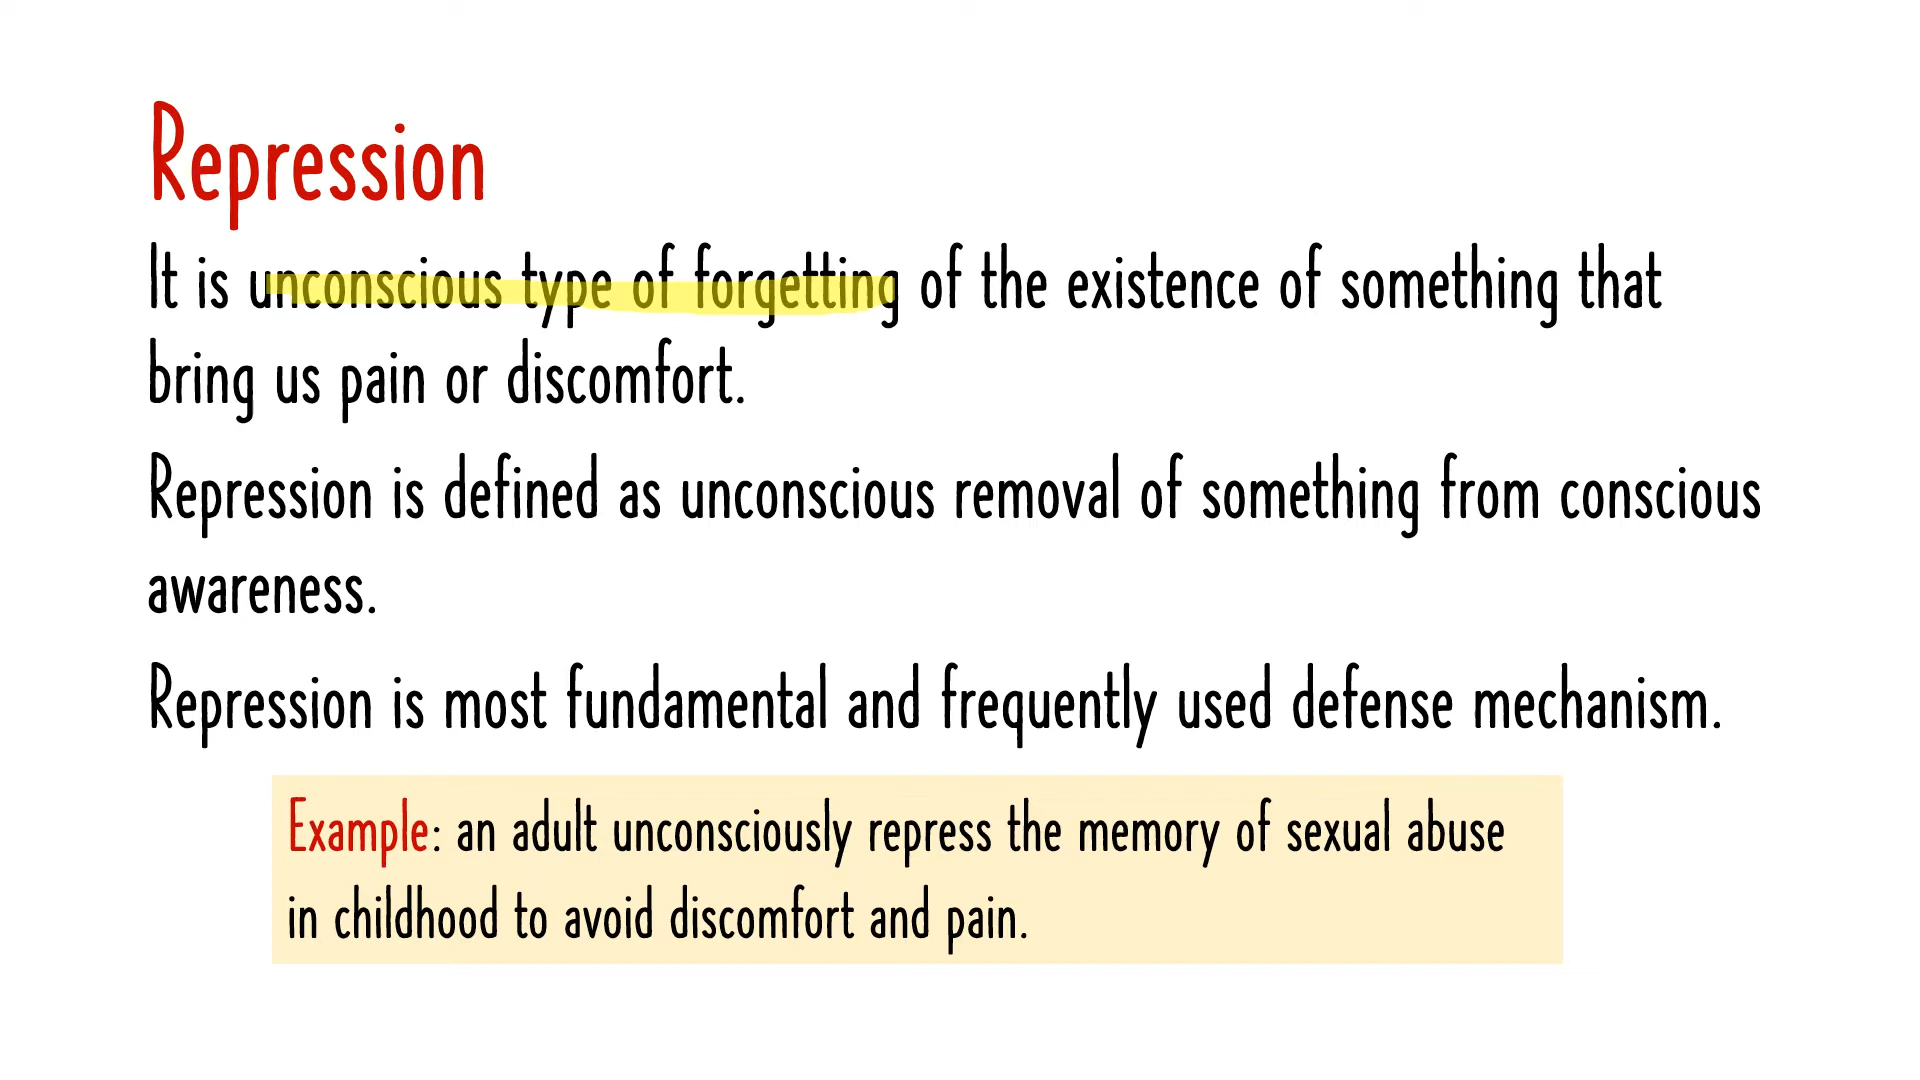 Repression
It is unconscious type of forgetting of the existence of something that
bring us pain or discomfort.
Repression is defined as unconscious removal of something from conscious
awareness.
Repression is most fundamental and frequently used defense mechanism.
Example: an adult unconsciously repress the memory of sexual abuse
in childhood to avoid discomfort and pain.